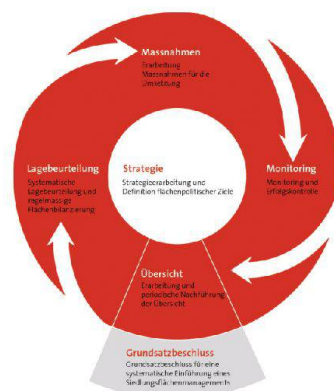 Massnahmen
Erarbeitung
Massnahmen für die
Umsetzung
Lagebeurteilung
Systematische
Lagebeurteilung und
regelmässige
Flächenbilanzierung
Strategie
Strategieerarbeitung und
Definition flächenpolitischer Ziele
Monitoring
Monitoring und
Erfolgskontrolle
Übersicht
Erarbeitung und
periodische Nachführung
der Übersicht
Grundsatzbeschluss
Grundsatzbeschluss für eine
systematische Einführung eines
Siedlungsflächenmanagements